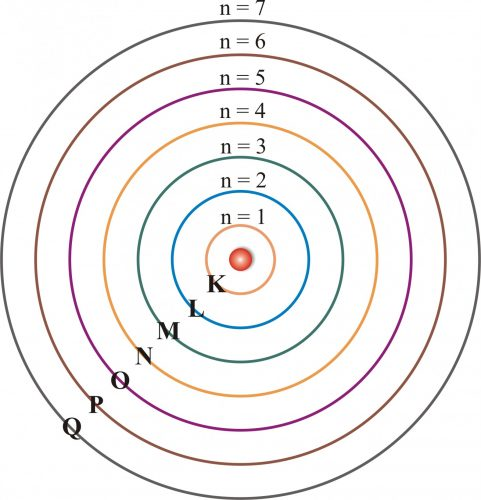 n = 7
n = 6
n = 5
n = 4
n = 3
n = 2
n = 1
K
L
M
N
O
P
Q